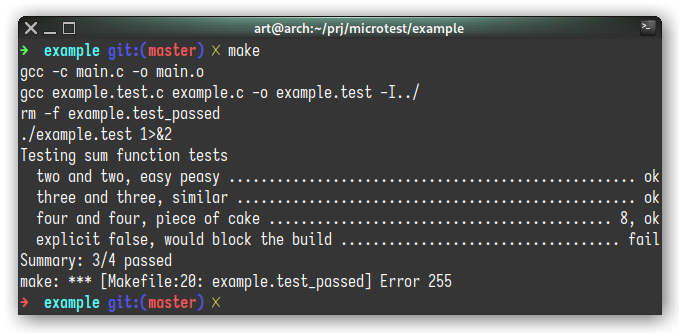 art@arch:~/prj/microtest/example
➜ example git:(master) ✗ make
gcc -c main.c -o main.o
gcc example.test.c example.c -o example.test -I../
rm -f example.test_passed
./example.test 1>&2
Testing sum function tests
  two and two, easy peasy .................................................. ok
  three and three, similar ................................................. ok
  four and four, piece of cake .......................................... 8, ok
  explicit false, would block the build .................................. fail
Summary: 3/4 passed
make: *** [Makefile:20: example.test_passed] Error 255
➜ example git:(master) ✗